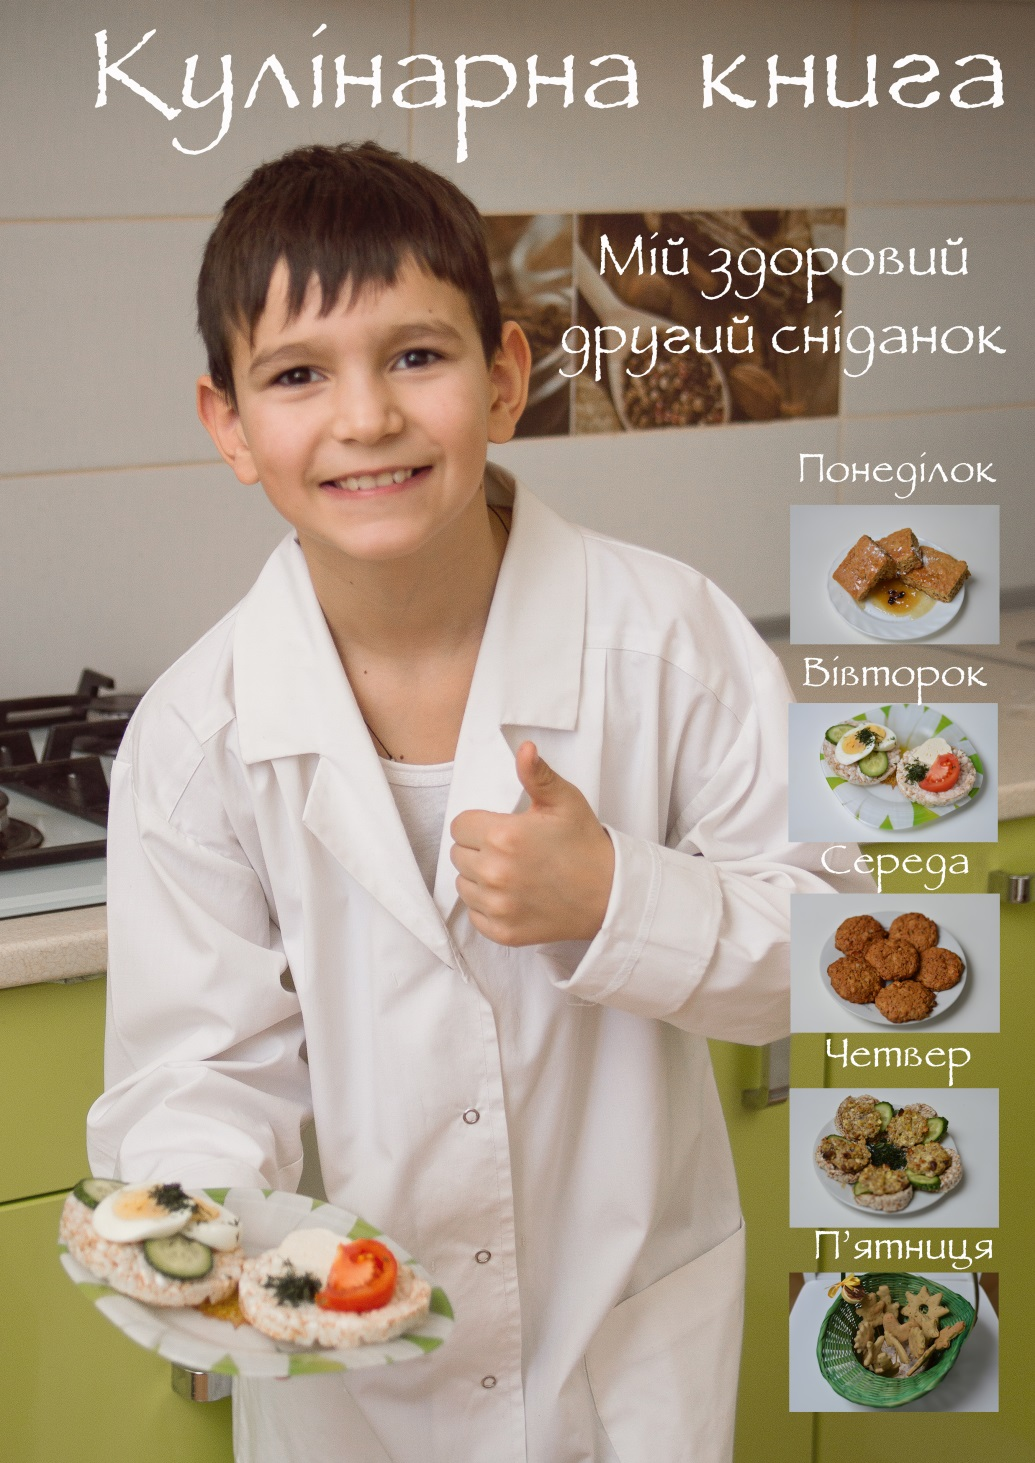 Кулінарна книга
Мій здоровий
другий сніданок
Понеділок
Вівторок
Середа
Четвер
П'ятниця